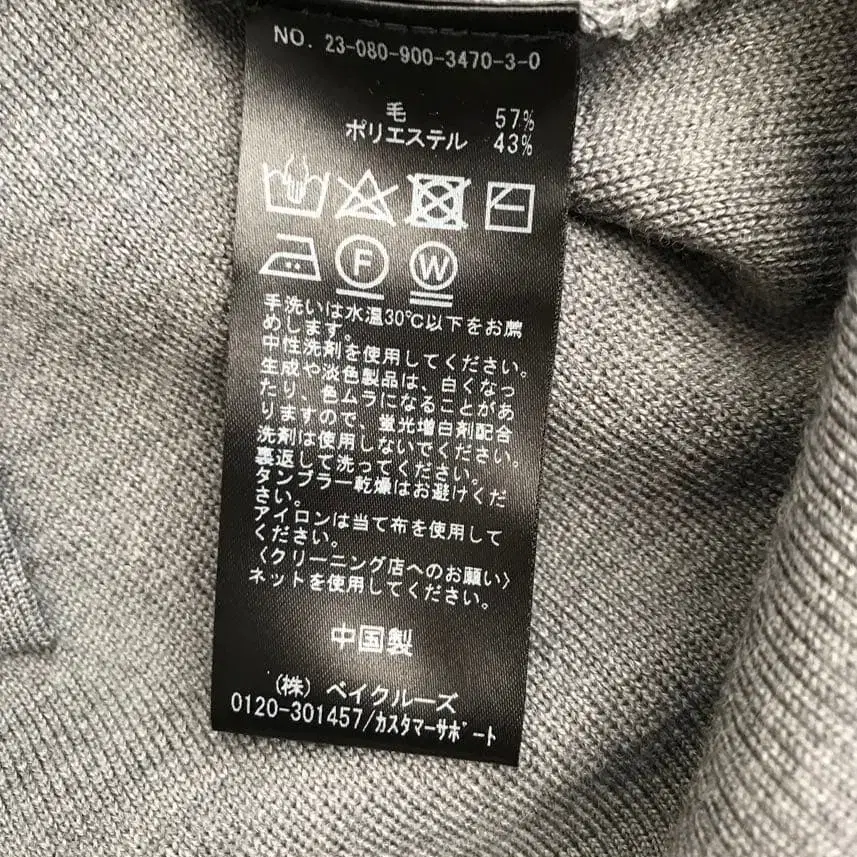 NO. 23-080-900-3470-3-0
毛 57%
ポリエステル 43%
F W
手洗いは水温30℃以下をお薦
めします。
中性洗剤を使用してください。
生成や淡色製品は、白くなっ
たり、色ムラになることがあ
りますので、蛍光増白剤配合
洗剤は使用しないでください。
裏返して洗ってください。
タンブラー乾燥はお避けくだ
さい。
アイロンは当て布を使用して
ください。
〈クリーニング店へのお願い〉
ネットを使用してください。
中国製
(株) ベイクルーズ
0120-301457/カスタマーサポート